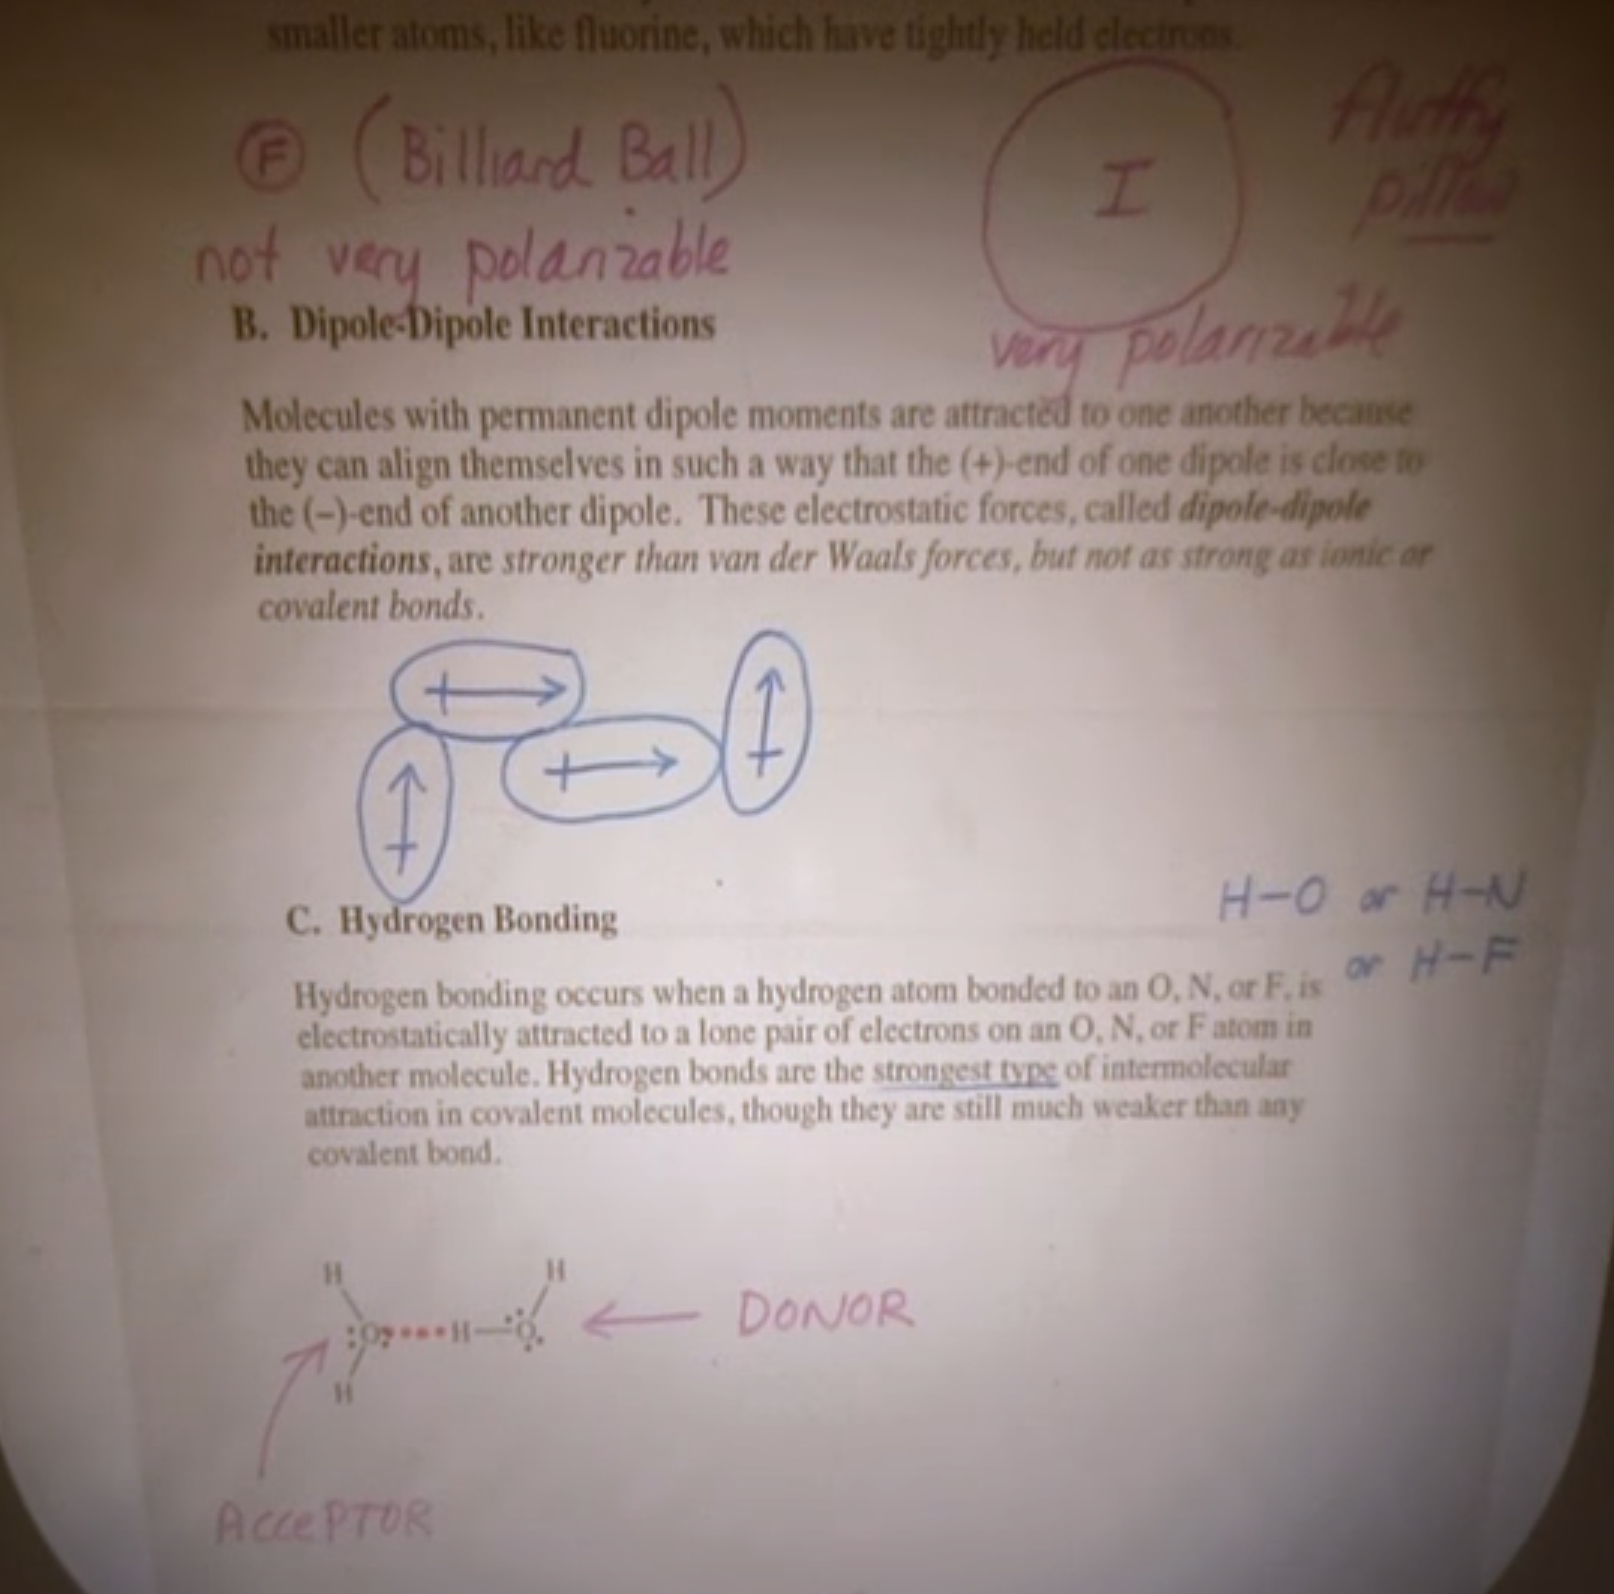 smaller atoms, like fluorine, which have tightly held electrons.
F (Billiard Ball)
not very polarizable
I
fluffy
pillow
very polarizable
B. Dipole-Dipole Interactions
Molecules with permanent dipole moments are attracted to one another because
they can align themselves in such a way that the (+)-end of one dipole is close to
the (–)-end of another dipole. These electrostatic forces, called dipole-dipole
interactions, are stronger than van der Waals forces, but not as strong as ionic or
covalent bonds.
H–O or H–N
or H–F
C. Hydrogen Bonding
Hydrogen bonding occurs when a hydrogen atom bonded to an O, N, or F, is
electrostatically attracted to a lone pair of electrons on an O, N, or F atom in
another molecule. Hydrogen bonds are the strongest type of intermolecular
attraction in covalent molecules, though they are still much weaker than any
covalent bond.
H H
:O: H—O
H
DONOR
ACCePTOR